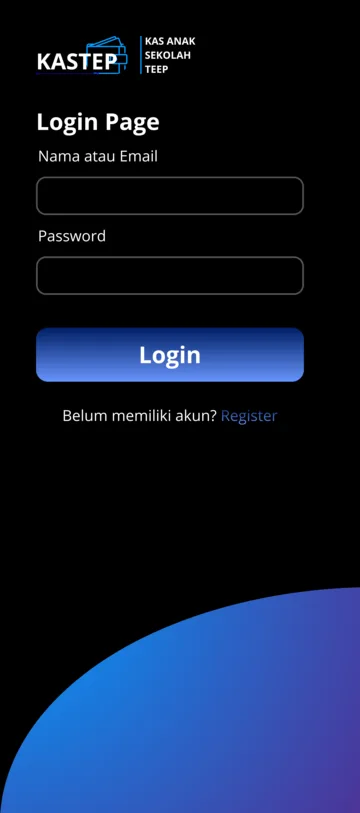 KASTEP
KAS ANAK
SEKOLAH
TEEP
Login Page
Nama atau Email
Password
Login
Belum memiliki akun? Register